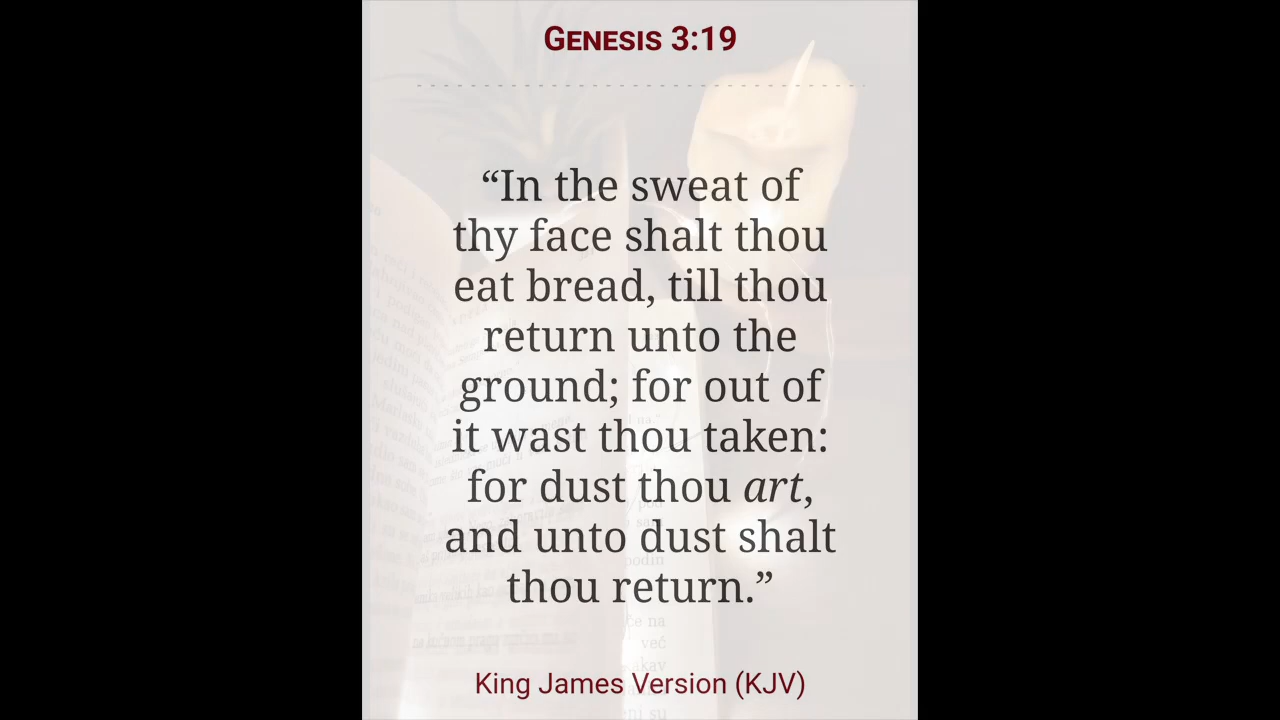 GENESIS 3:19
“In the sweat of
thy face shalt thou
eat bread, till thou
return unto the
ground; for out of
it wast thou taken:
for dust thou art,
and unto dust shalt
thou return.”
King James Version (KJV)